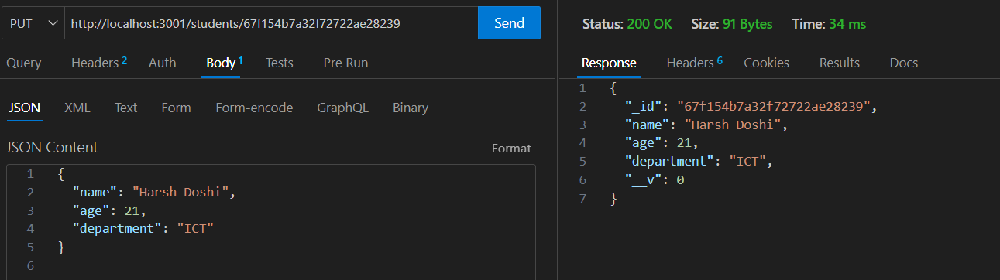 PUT http://localhost:3001/students/67f154b7a32f72722ae28239 Send
Query Headers 2 Auth Body 1 Tests Pre Run
JSON XML Text Form Form-encode GraphQL Binary
JSON Content Format
1 {
2 "name": "Harsh Doshi",
3 "age": 21,
4 "department": "ICT"
5 }
6
Status: 200 OK Size: 91 Bytes Time: 34 ms
Response Headers 6 Cookies Results Docs
1 {
2 "_id": "67f154b7a32f72722ae28239",
3 "name": "Harsh Doshi",
4 "age": 21,
5 "department": "ICT",
6 "__v": 0
7 }